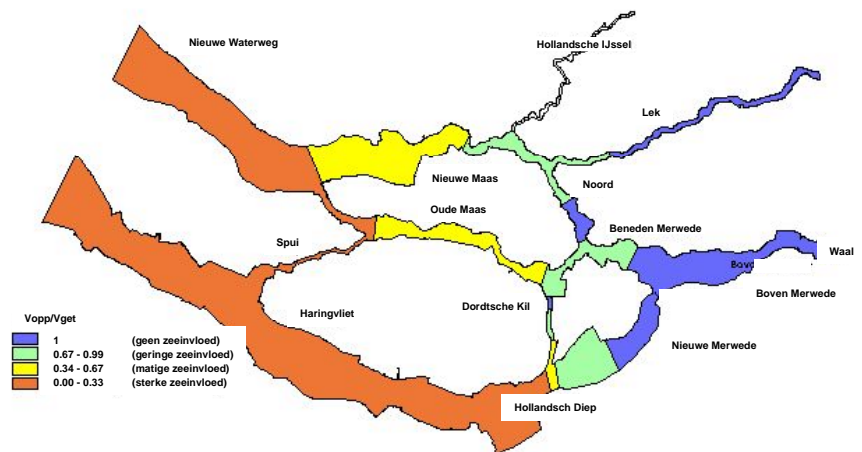 Nieuwe Waterweg
Hollandsche IJssel
Lek
Nieuwe Maas
Noord
Oude Maas
Beneden Merwede
Spui
Waal
Boven Merwede
Haringvliet
Dordtsche Kil
Nieuwe Merwede
Hollandsch Diep
Vopp/Vget
1 (geen zeeinvloed)
0.67 - 0.99 (geringe zeeinvloed)
0.34 - 0.67 (matige zeeinvloed)
0.00 - 0.33 (sterke zeeinvloed)